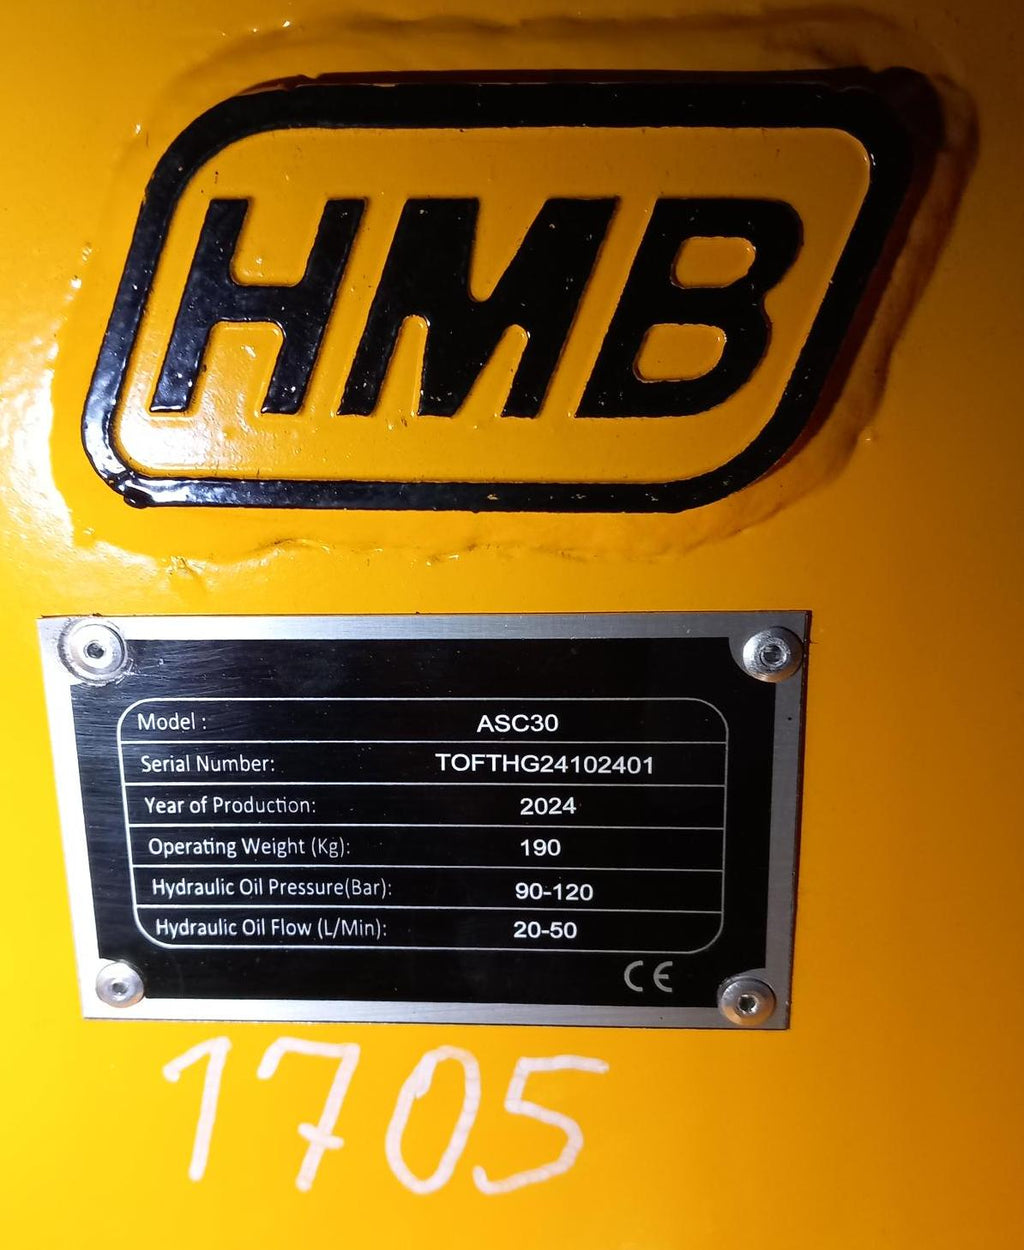 HMB
Model : ASC30
Serial Number: TOFTHG24102401
Year of Production: 2024
Operating Weight (Kg): 190
Hydraulic Oil Pressure(Bar): 90-120
Hydraulic Oil Flow (L/Min): 20-50
CE
1705